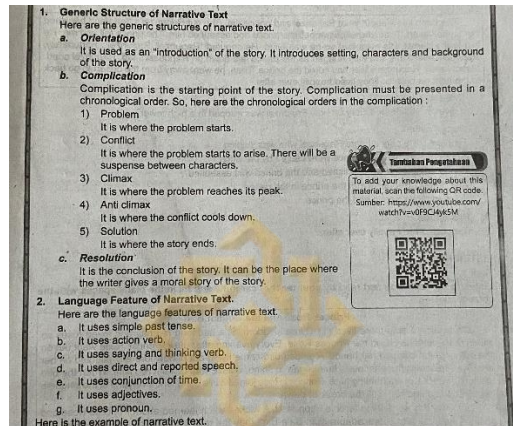 1. Generic Structure of Narrative Text
Here are the generic structures of narrative text.
a. Orientation
It is used as an "introduction" of the story. It introduces setting, characters and background
of the story.
b. Complication
Complication is the starting point of the story. Complication must be presented in a
chronological order. So, here are the chronological orders in the complication :
1) Problem
It is where the problem starts.
2) Conflict
It is where the problem starts to arise. There will be a
suspense between characters.
3) Climax
It is where the problem reaches its peak.
4) Anti climax
It is where the conflict cools down.
5) Solution
It is where the story ends.
c. Resolution
It is the conclusion of the story. It can be the place where
the writer gives a moral story of the story.
Tambahan Pengetahuan
To add your knowledge about this
material, scan the following QR code.
Sumber: https://www.youtube.com/
watch?v=v0F9CJ4yk5M
2. Language Feature of Narrative Text.
Here are the language features of narrative text.
a. It uses simple past tense.
b. It uses action verb.
c. It uses saying and thinking verb.
d. It uses direct and reported speech.
e. It uses conjunction of time.
f. It uses adjectives.
g. It uses pronoun.
Here is the example of narrative text.